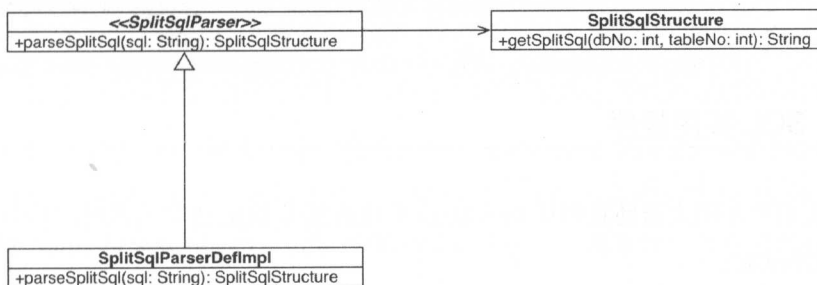 <<SplitSqlParser>>
+parseSplitSql(sql: String): SplitSqlStructure
SplitSqlStructure
+getSplitSql(dbNo: int, tableNo: int): String
SplitSqlParserDefImpl
+parseSplitSql(sql: String): SplitSqlStructure